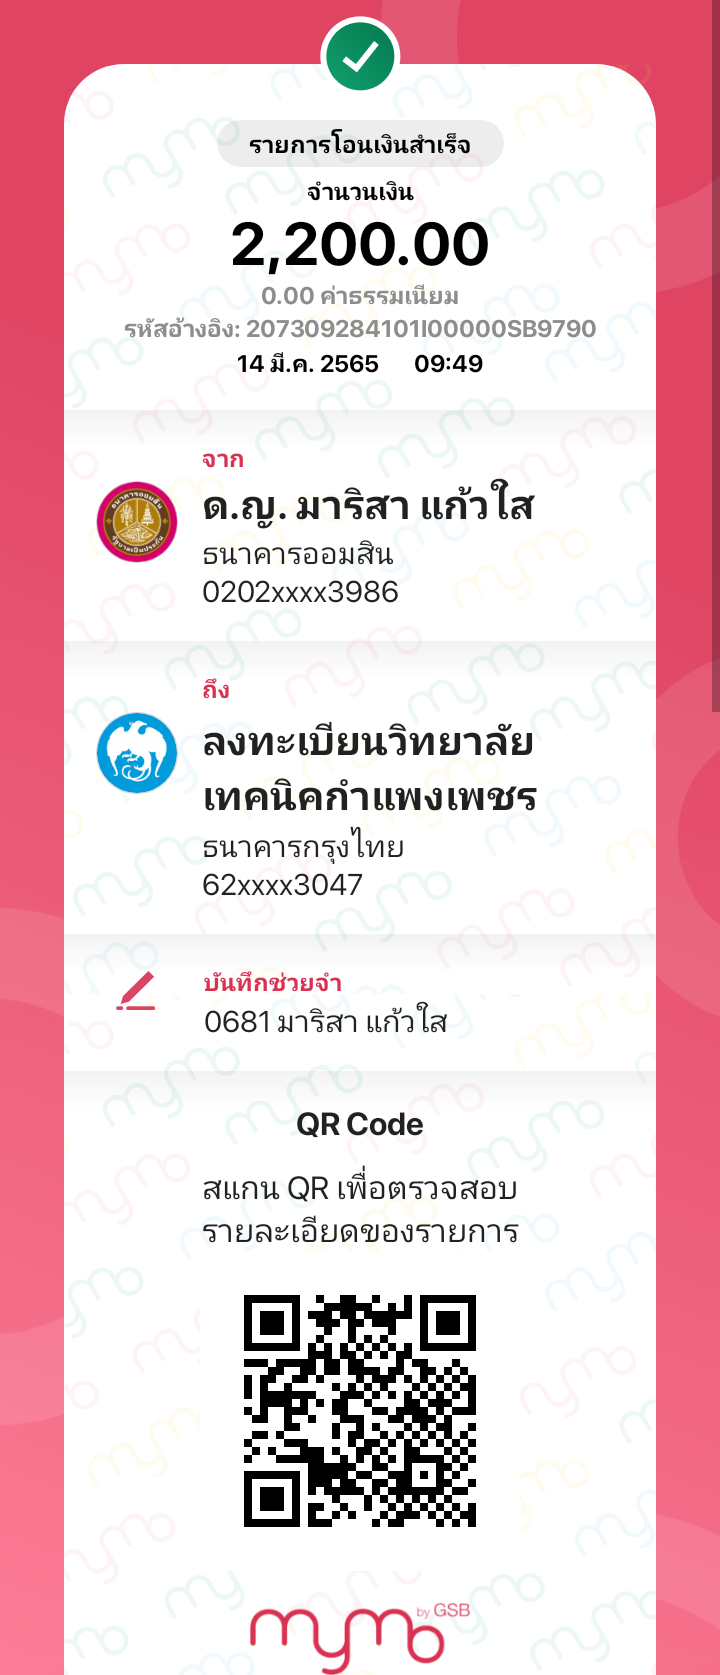 รายการโอนเงินสำเร็จ
จำนวนเงิน
2,200.00
0.00 ค่าธรรมเนียม
รหัสอ้างอิง: 207309284101I00000SB9790
14 มี.ค. 2565 09:49
จาก
ด.ญ. มาริสา แก้วใส
ธนาคารออมสิน
0202xxxx3986
ถึง
ลงทะเบียนวิทยาลัย
เทคนิคกำแพงเพชร
ธนาคารกรุงไทย
62xxxx3047
บันทึกช่วยจำ
0681 มาริสา แก้วใส
QR Code
สแกน QR เพื่อตรวจสอบ
รายละเอียดของรายการ
mymo by GSB